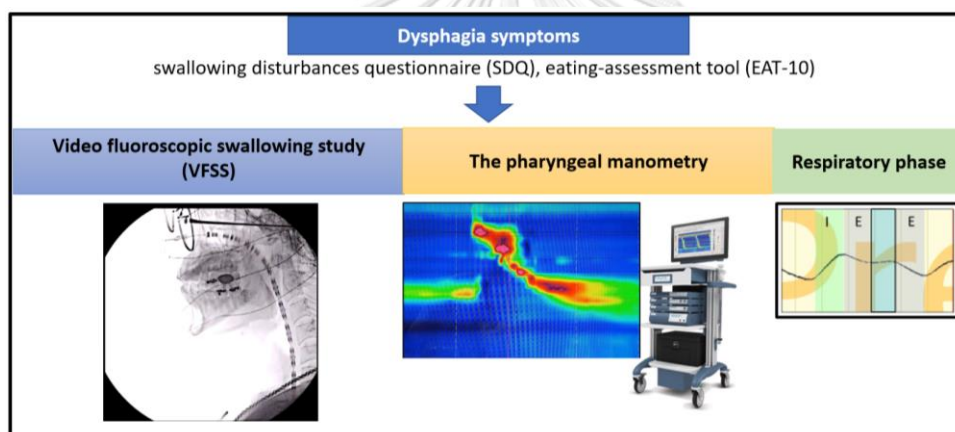 Dysphagia symptoms
swallowing disturbances questionnaire (SDQ), eating-assessment tool (EAT-10)
Video fluoroscopic swallowing study
(VFSS)
The pharyngeal manometry
Respiratory phase
I E E
Pre